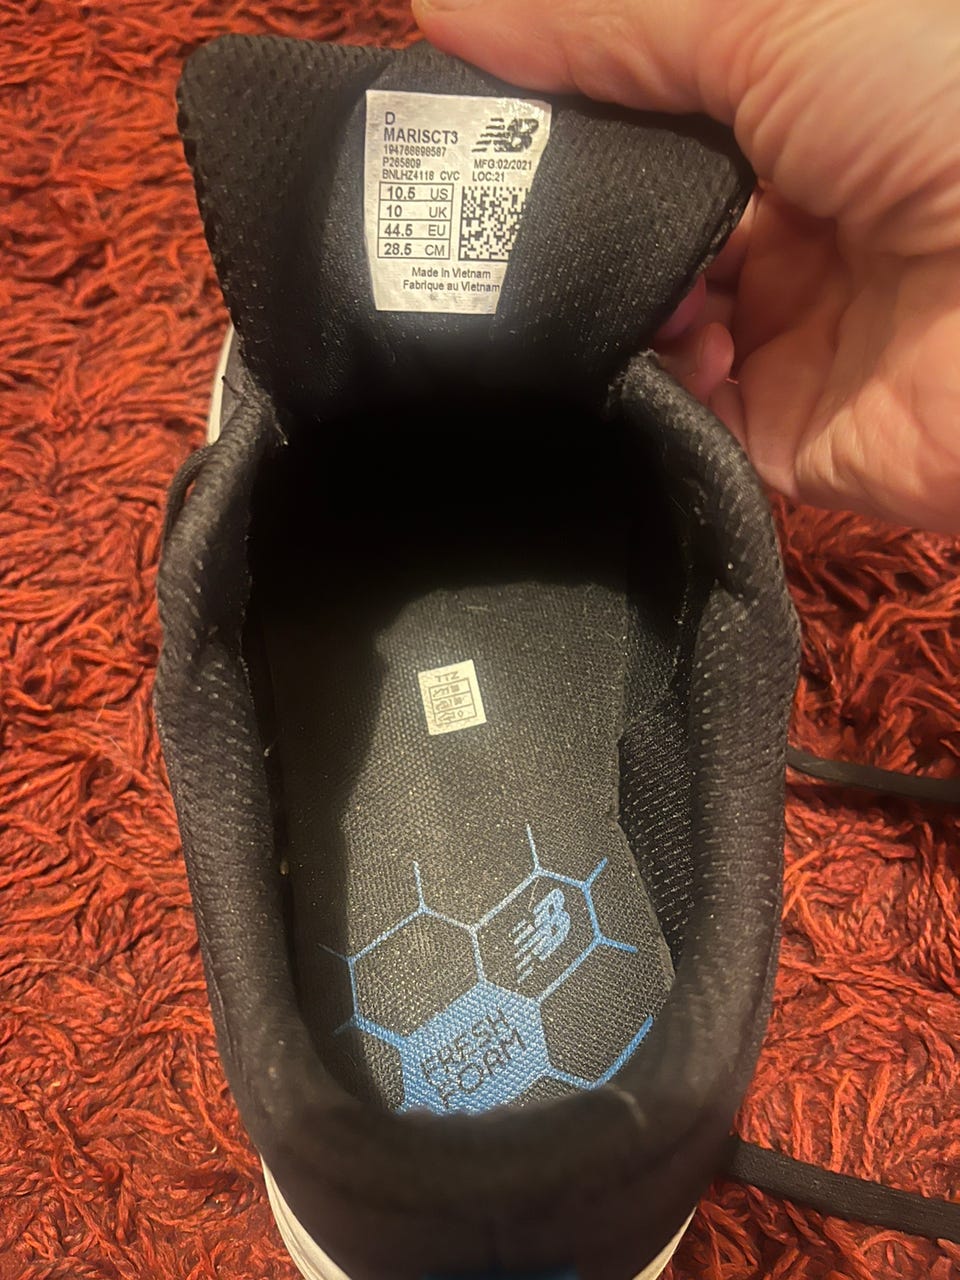 D
MARISCT3
194768698587
P265809
BNLHZ4118 CVC
MFG:02/2021
LOC:21
10.5 US
10 UK
44.5 EU
28.5 CM
Made in Vietnam
Fabrique au Vietnam
NB
FRESH
FOAM